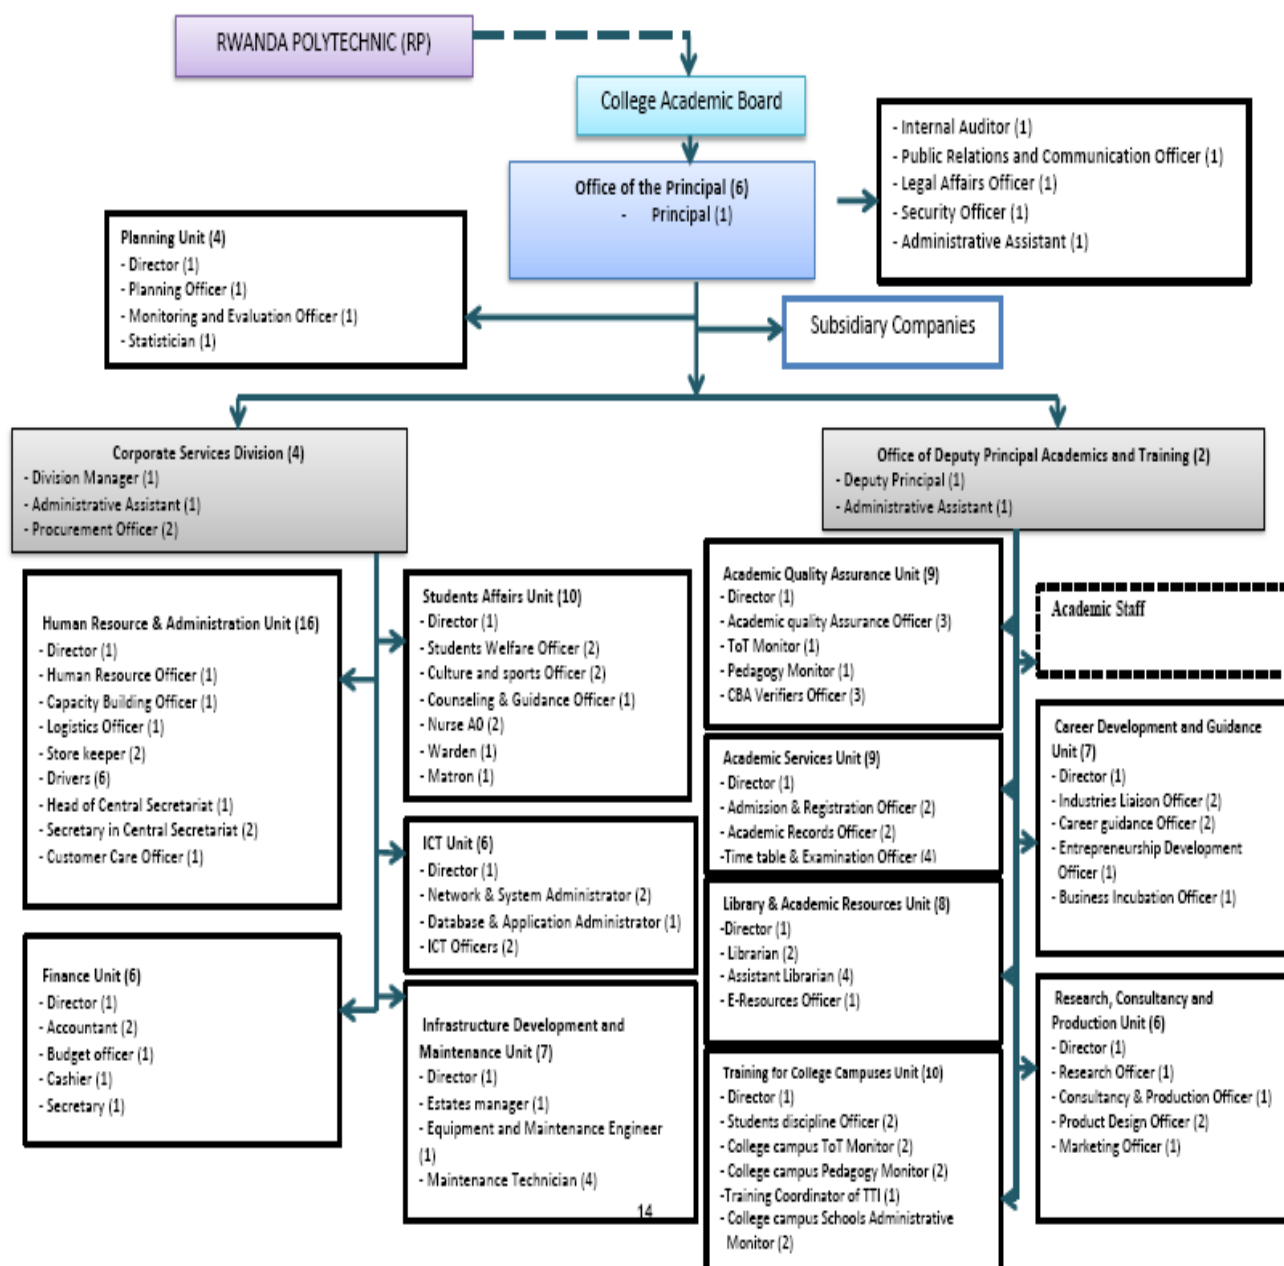 RWANDA POLYTECHNIC (RP)
College Academic Board
- Internal Auditor (1)
- Public Relations and Communication Officer (1)
- Legal Affairs Officer (1)
- Security Officer (1)
- Administrative Assistant (1)
Office of the Principal (6)
- Principal (1)
Planning Unit (4)
- Director (1)
- Planning Officer (1)
- Monitoring and Evaluation Officer (1)
- Statistician (1)
Subsidiary Companies
Corporate Services Division (4)
- Division Manager (1)
- Administrative Assistant (1)
- Procurement Officer (2)
Office of Deputy Principal Academics and Training (2)
- Deputy Principal (1)
- Administrative Assistant (1)
Human Resource & Administration Unit (16)
- Director (1)
- Human Resource Officer (1)
- Capacity Building Officer (1)
- Logistics Officer (1)
- Store keeper (2)
- Drivers (6)
- Head of Central Secretariat (1)
- Secretary in Central Secretariat (2)
- Customer Care Officer (1)
Finance Unit (6)
- Director (1)
- Accountant (2)
- Budget officer (1)
- Cashier (1)
- Secretary (1)
Students Affairs Unit (10)
- Director (1)
- Students Welfare Officer (2)
- Culture and sports Officer (2)
- Counseling & Guidance Officer (1)
- Nurse A0 (2)
- Warden (1)
- Matron (1)
ICT Unit (6)
- Director (1)
- Network & System Administrator (2)
- Database & Application Administrator (1)
- ICT Officers (2)
Infrastructure Development and
Maintenance Unit (7)
- Director (1)
- Estates manager (1)
- Equipment and Maintenance Engineer
(1)
- Maintenance Technician (4)
14
Academic Quality Assurance Unit (9)
- Director (1)
- Academic quality Assurance Officer (3)
- ToT Monitor (1)
- Pedagogy Monitor (1)
- CBA Verifiers Officer (3)
Academic Services Unit (9)
- Director (1)
- Admission & Registration Officer (2)
- Academic Records Officer (2)
-Time table & Examination Officer (4)
Library & Academic Resources Unit (8)
-Director (1)
- Librarian (2)
- Assistant Librarian (4)
- E-Resources Officer (1)
Training for College Campuses Unit (10)
- Director (1)
- Students discipline Officer (2)
- College campus ToT Monitor (2)
- College campus Pedagogy Monitor (2)
-Training Coordinator of TTI (1)
- College campus Schools Administrative
Monitor (2)
Academic Staff
Career Development and Guidance
Unit (7)
- Director (1)
- Industries Liaison Officer (2)
- Career guidance Officer (2)
- Entrepreneurship Development
Officer (1)
- Business Incubation Officer (1)
Research, Consultancy and
Production Unit (6)
- Director (1)
- Research Officer (1)
- Consultancy & Production Officer (1)
- Product Design Officer (2)
- Marketing Officer (1)